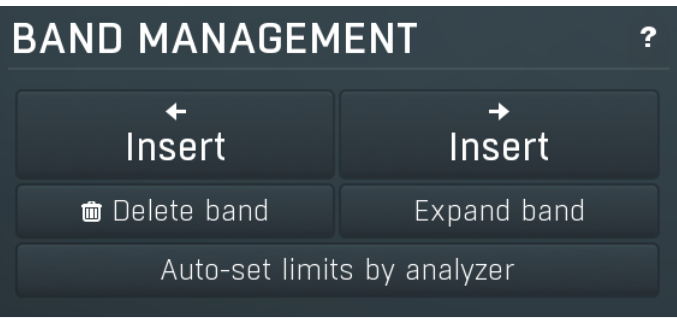 BAND MANAGEMENT ?
← →
Insert Insert
Delete band Expand band
Auto-set limits by analyzer